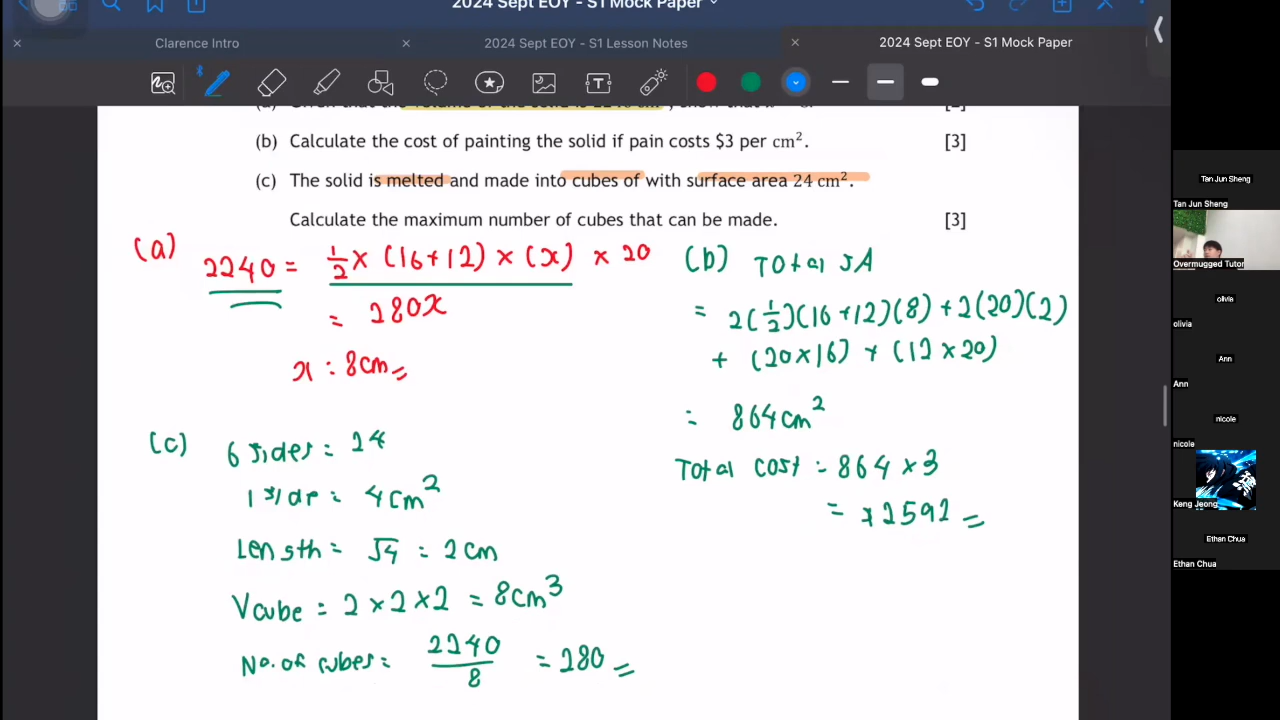 2024 Sept EOY - S1 Mock Paper
Clarence Intro
2024 Sept EOY - S1 Lesson Notes
2024 Sept EOY - S1 Mock Paper
(b) Calculate the cost of painting the solid if pain costs $3 per cm². [3]
(c) The solid is melted and made into cubes of with surface area 24 cm².
Calculate the maximum number of cubes that can be made. [3]
(a) 2240 = ½ × (16+12) × (x) × 20
= 280x
x = 8cm
(b) Total SA
= 2(½)(16+12)(8) + 2(20)(2)
+ (20×16) + (12×20)
= 864cm²
Total cost = 864 × 3
= $2592
(c) 6 sides = 24
1 side = 4cm²
Length = √4 = 2cm
Vcube = 2×2×2 = 8cm³
No. of cubes = 2240/8 = 280
Tan Jun Sheng
Tan Jun Sheng
Overmugged Tutor
olivia
olivia
Ann
Ann
nicole
nicole
Keng Jeong
Ethan Chua
Ethan Chua